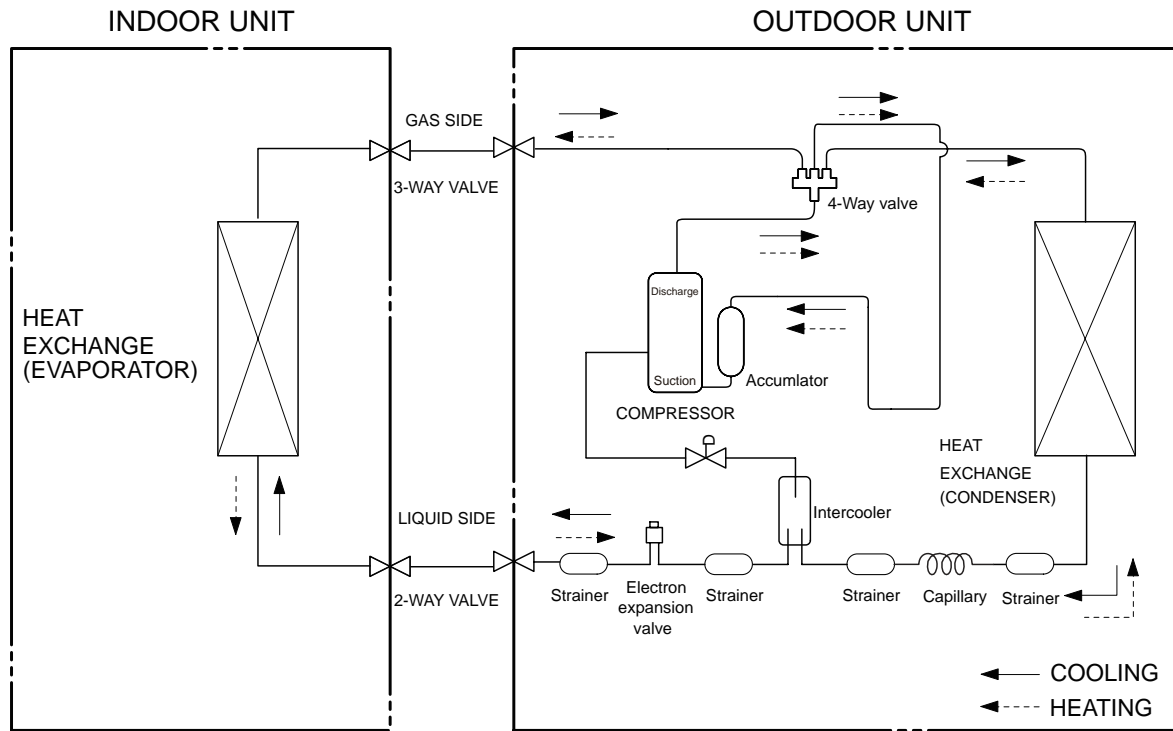 INDOOR UNIT
OUTDOOR UNIT
GAS SIDE
3-WAY VALVE
4-Way valve
HEAT
EXCHANGE
(EVAPORATOR)
Discharge
Suction
Accumlator
COMPRESSOR
HEAT
EXCHANGE
(CONDENSER)
Intercooler
LIQUID SIDE
2-WAY VALVE
Strainer
Electron
expansion
valve
Strainer
Strainer
Capillary
Strainer
COOLING
HEATING